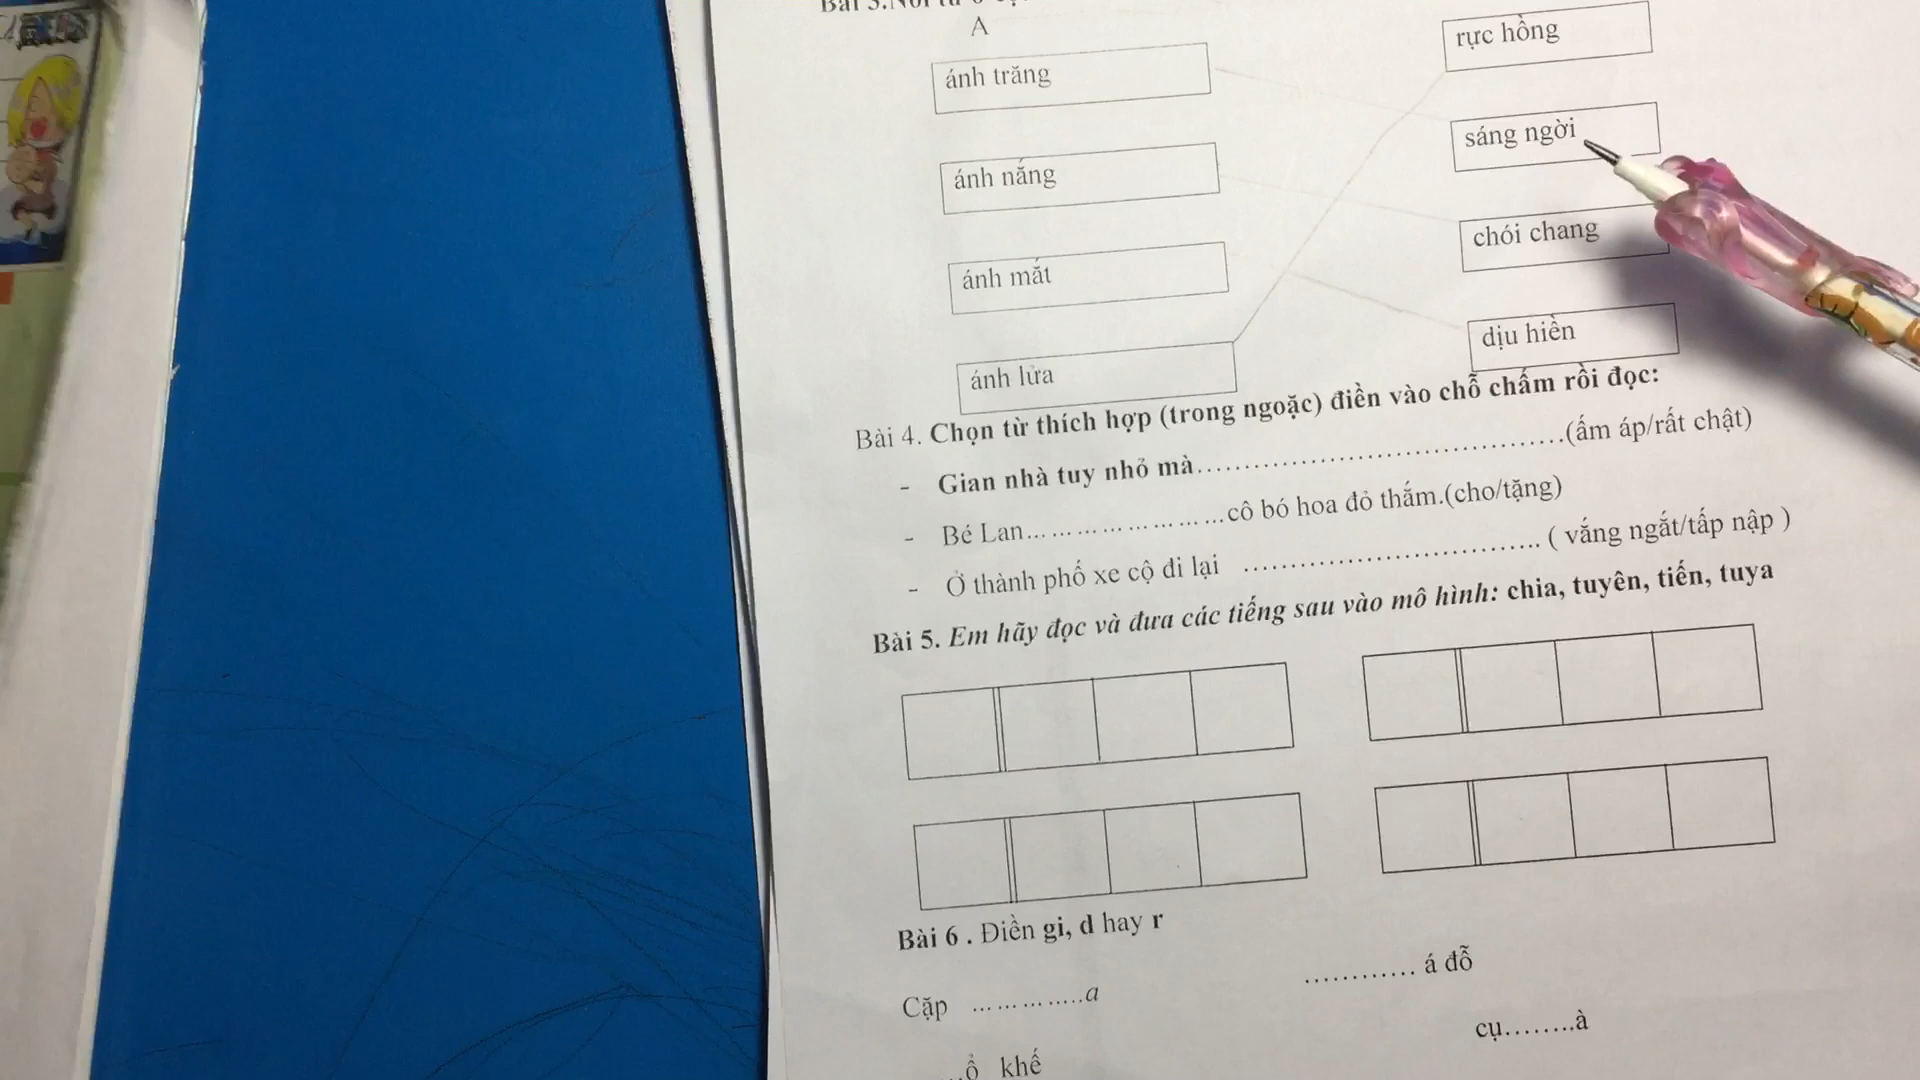 A
ánh trăng
rực hồng
ánh nắng
sáng ngời
ánh mắt
chói chang
ánh lửa
dịu hiền
Bài 4. Chọn từ thích hợp (trong ngoặc) điền vào chỗ chấm rồi đọc:
- Gian nhà tuy nhỏ mà……………………………………….(ấm áp/rất chật)
- Bé Lan… … … … … … … …cô bó hoa đỏ thắm.(cho/tặng)
- Ở thành phố xe cộ đi lại ……………………………….. ( vắng ngắt/tấp nập )
Bài 5. Em hãy đọc và đưa các tiếng sau vào mô hình: chia, tuyên, tiến, tuya
Bài 6 . Điền gi, d hay r
Cặp … … … …..a
………… . á đỗ
cụ……..à
..ổ khế